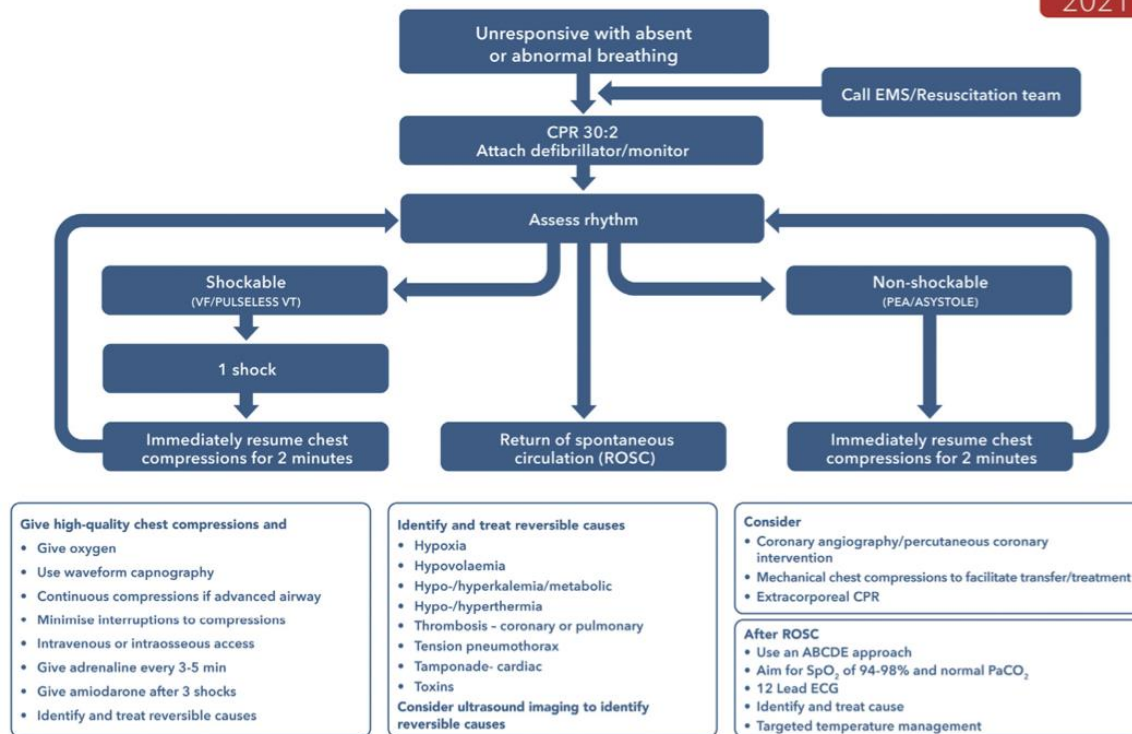 2021
Unresponsive with absent
or abnormal breathing
Call EMS/Resuscitation team
CPR 30:2
Attach defibrillator/monitor
Assess rhythm
Shockable
(VF/PULSELESS VT)
Non-shockable
(PEA/ASYSTOLE)
1 shock
Immediately resume chest
compressions for 2 minutes
Return of spontaneous
circulation (ROSC)
Immediately resume chest
compressions for 2 minutes
Give high-quality chest compressions and
• Give oxygen
• Use waveform capnography
• Continuous compressions if advanced airway
• Minimise interruptions to compressions
• Intravenous or intraosseous access
• Give adrenaline every 3-5 min
• Give amiodarone after 3 shocks
• Identify and treat reversible causes
Identify and treat reversible causes
• Hypoxia
• Hypovolaemia
• Hypo-/hyperkalemia/metabolic
• Hypo-/hyperthermia
• Thrombosis – coronary or pulmonary
• Tension pneumothorax
• Tamponade- cardiac
• Toxins
Consider ultrasound imaging to identify
reversible causes
Consider
• Coronary angiography/percutaneous coronary
intervention
• Mechanical chest compressions to facilitate transfer/treatment
• Extracorporeal CPR
After ROSC
• Use an ABCDE approach
• Aim for SpO₂ of 94-98% and normal PaCO₂
• 12 Lead ECG
• Identify and treat cause
• Targeted temperature management